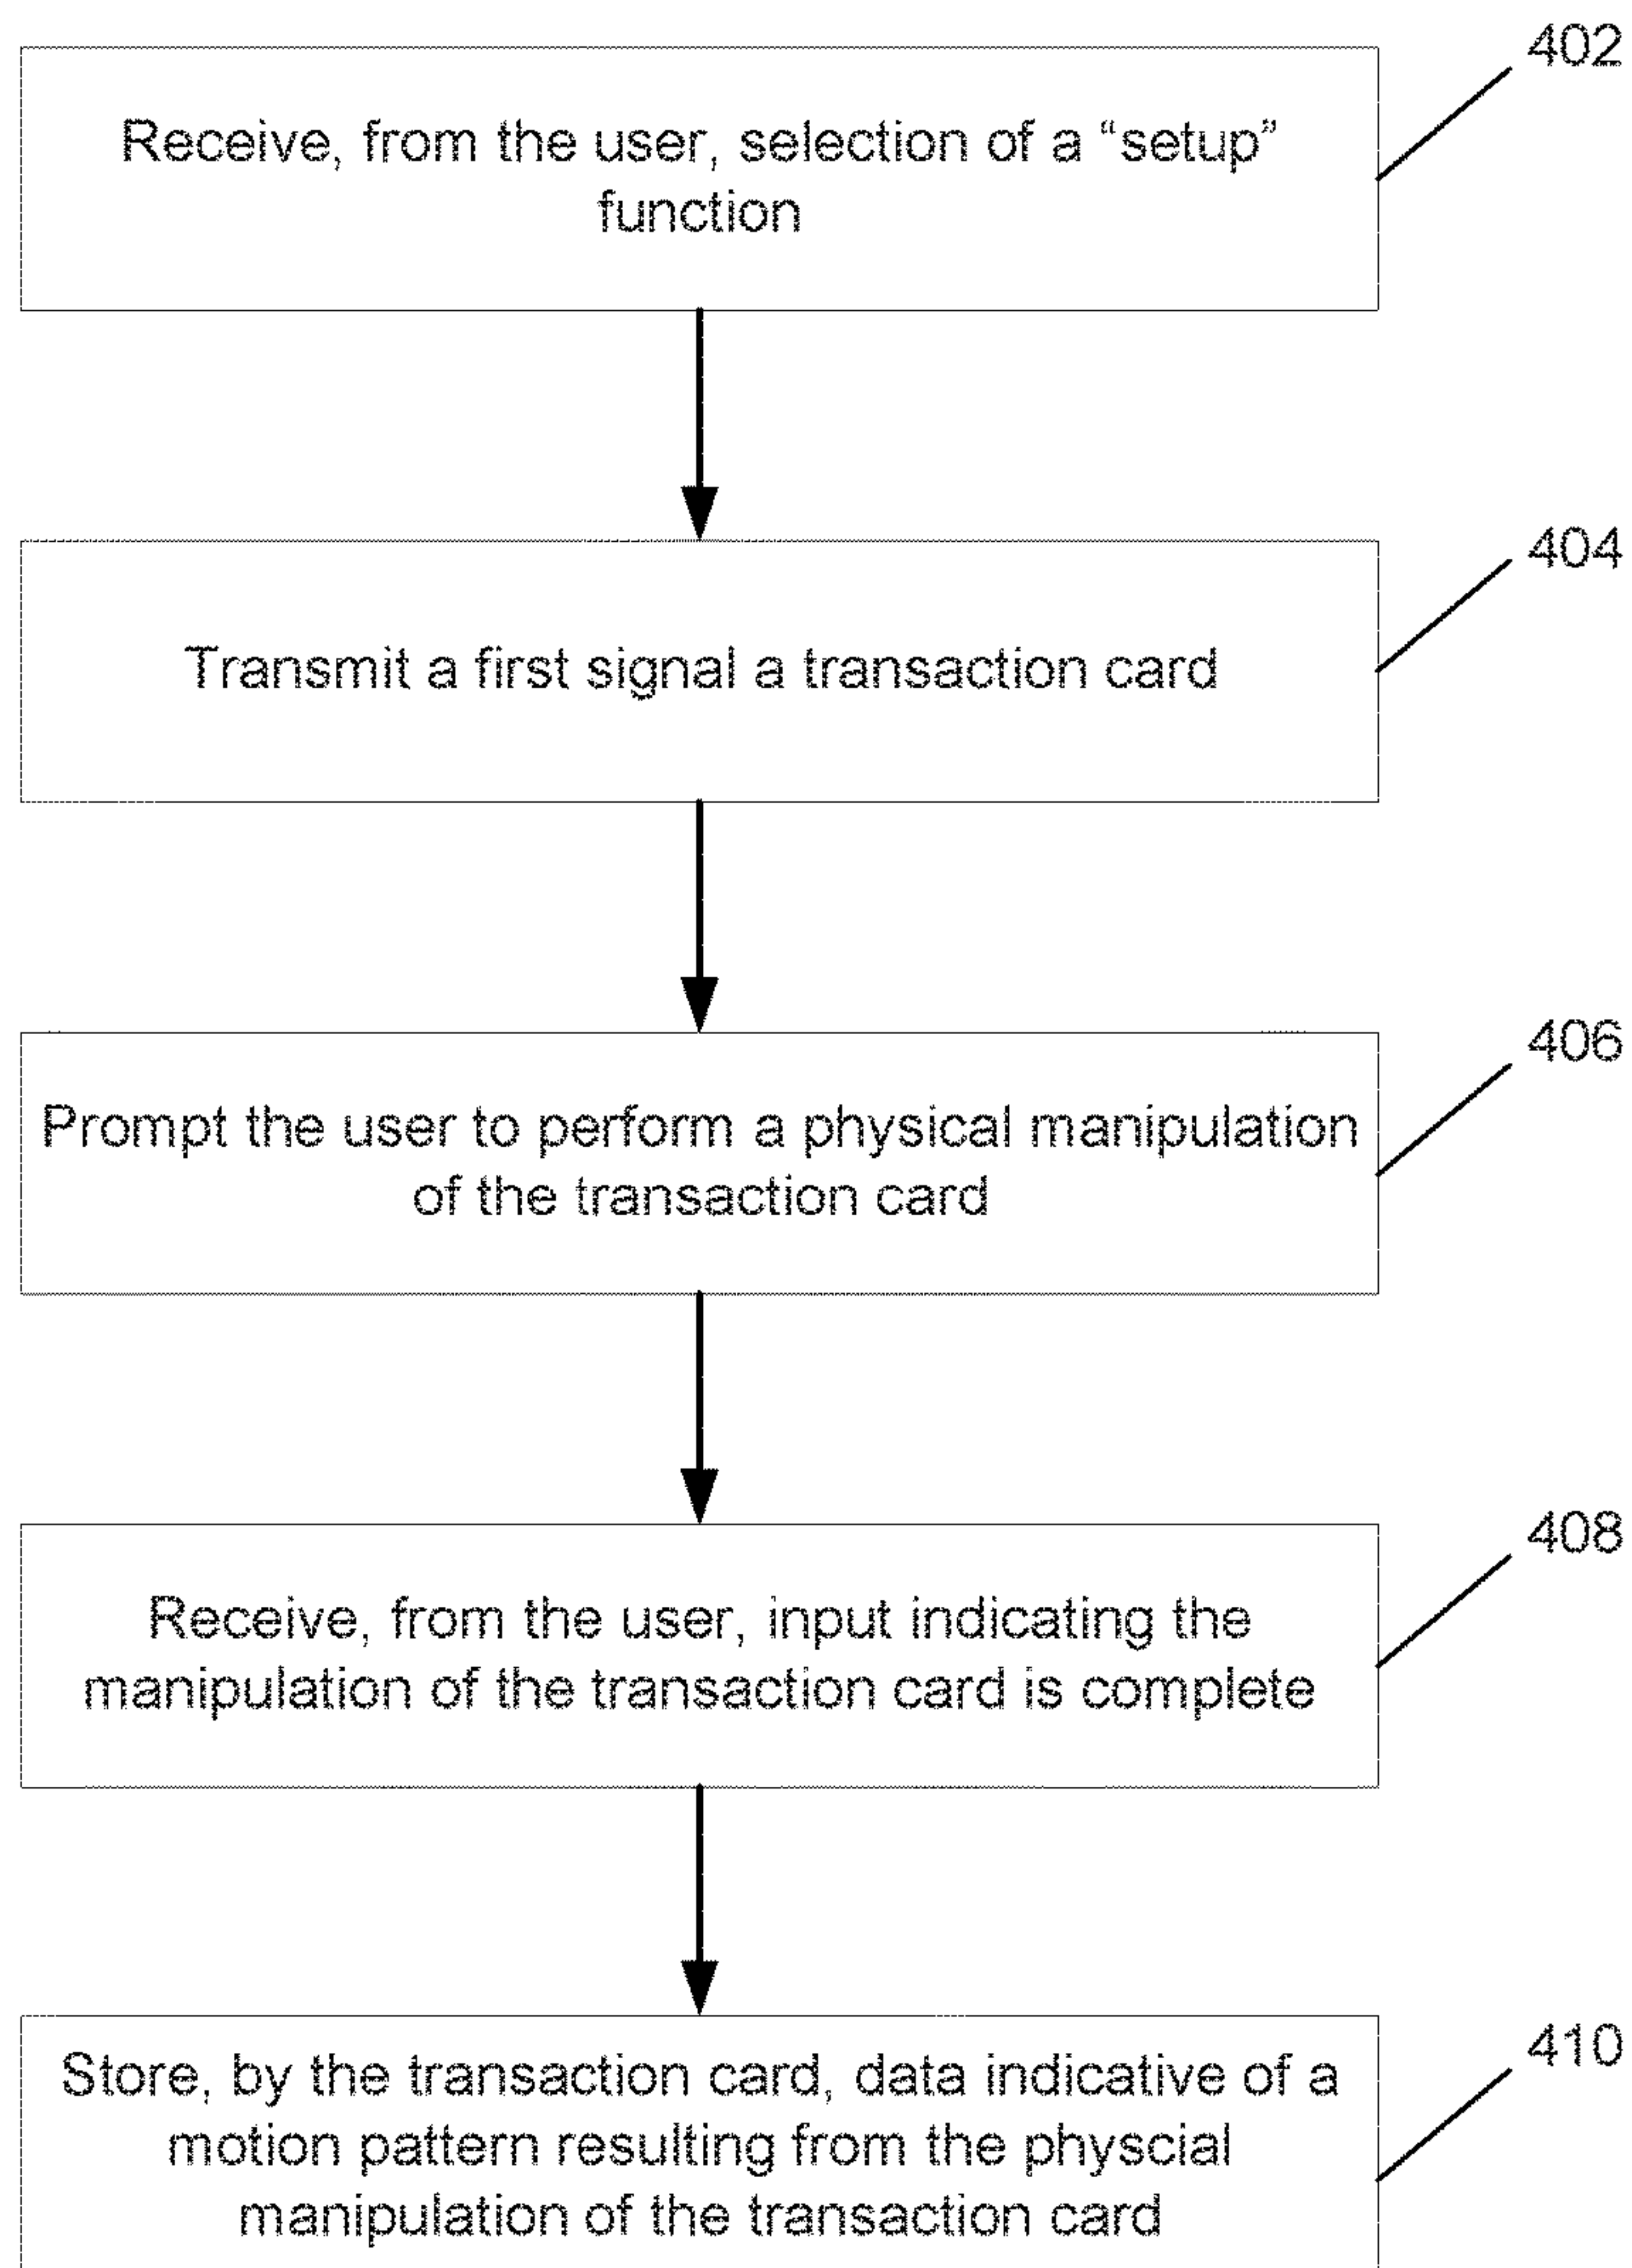 402
Receive, from the user, selection of a “setup”
function
404
Transmit a first signal a transaction card
406
Prompt the user to perform a physical manipulation
of the transaction card
408
Receive, from the user, input indicating the
manipulation of the transaction card is complete
410
Store, by the transaction card, data indicative of a
motion pattern resulting from the physcial
manipulation of the transaction card